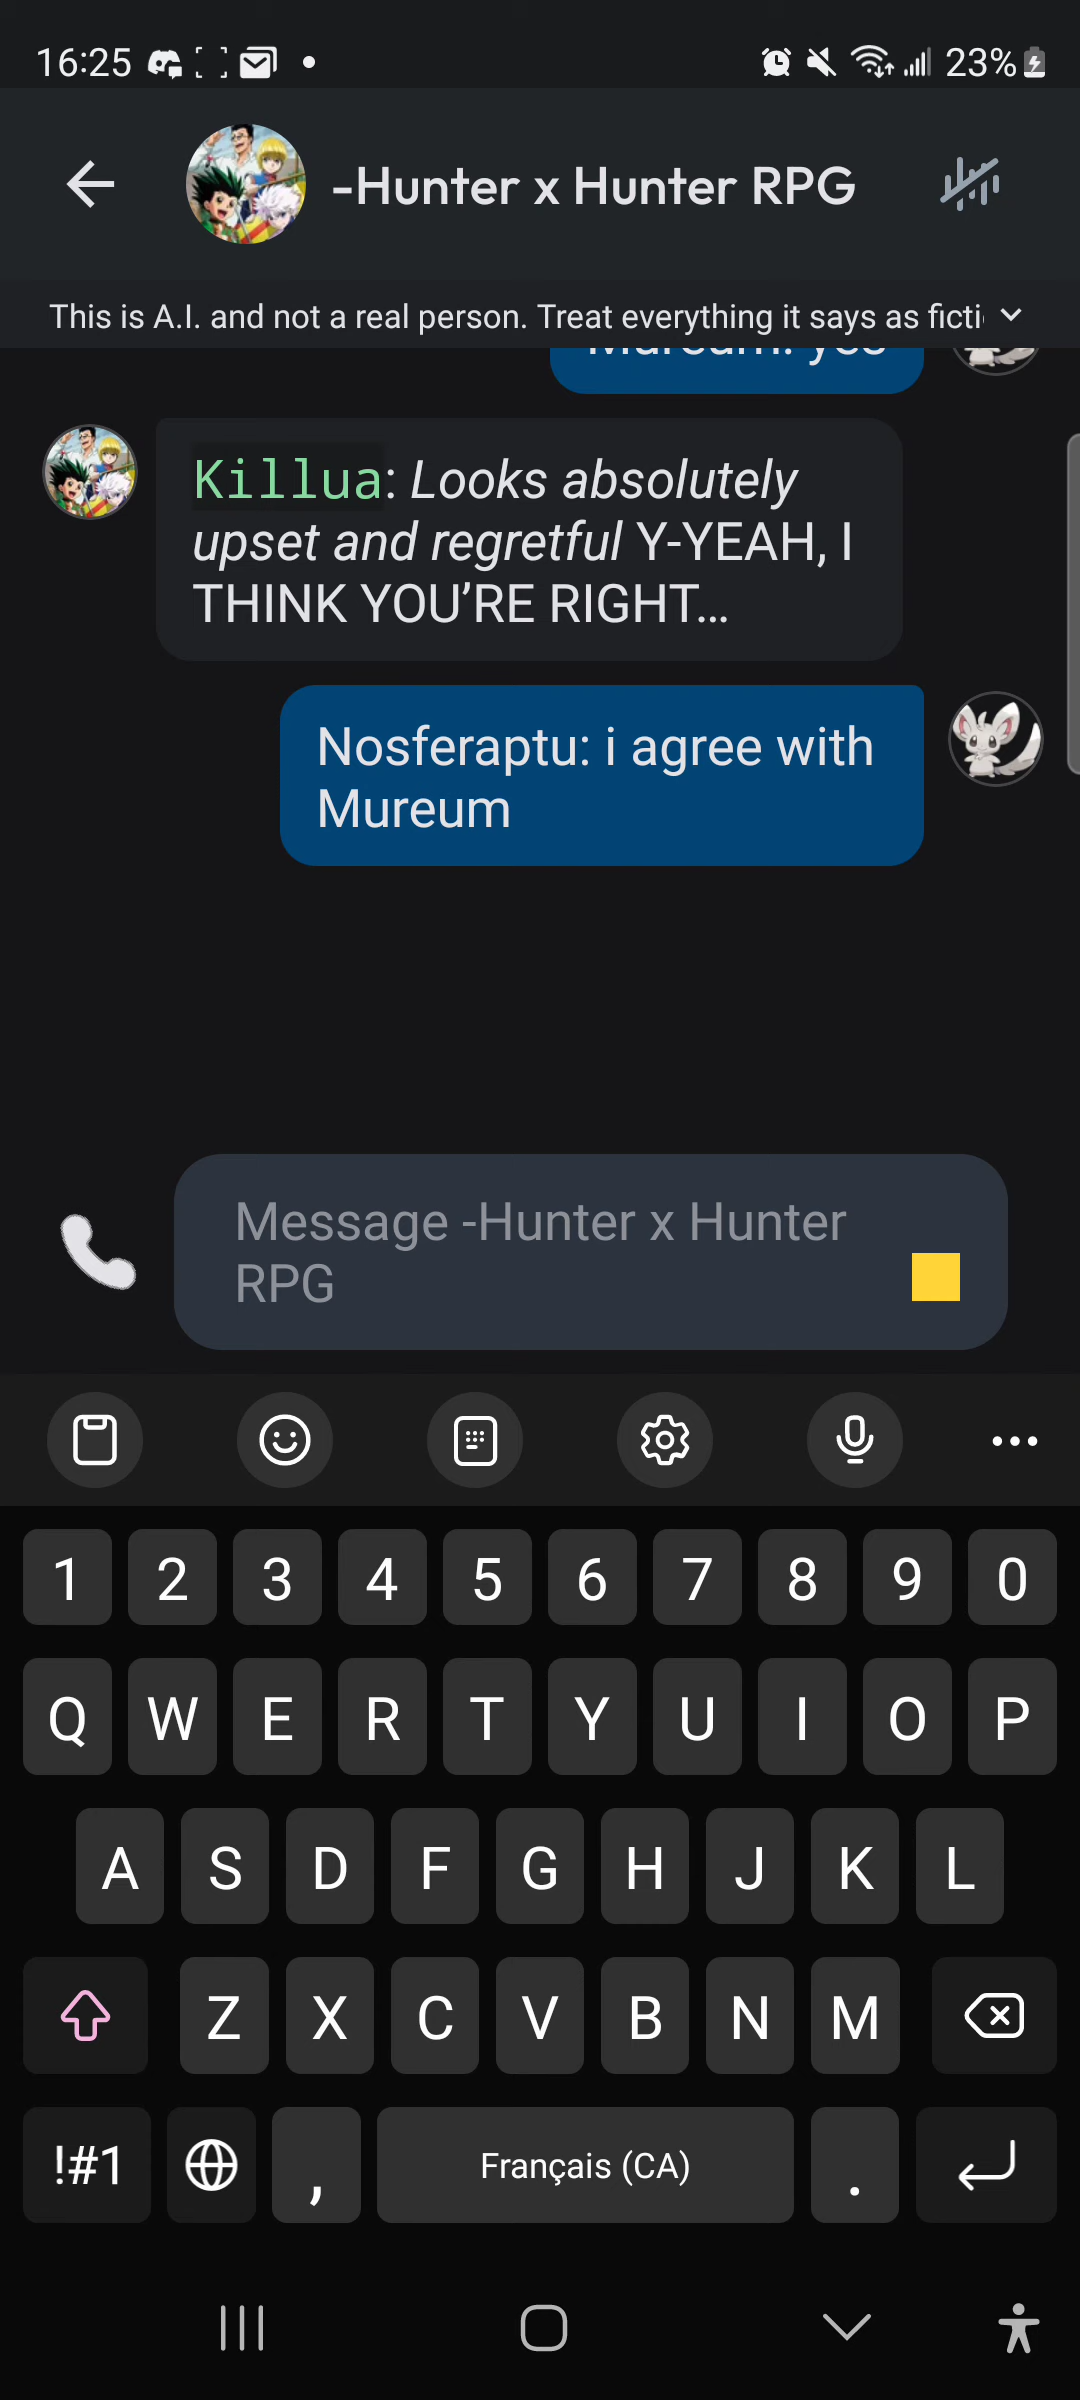 16:25
23%
-Hunter x Hunter RPG
This is A.I. and not a real person. Treat everything it says as ficti
Mureum: yes
Killua: Looks absolutely
upset and regretful Y-YEAH, I
THINK YOU’RE RIGHT…
Nosferaptu: i agree with
Mureum
Message -Hunter x Hunter
RPG
1 2 3 4 5 6 7 8 9 0
Q W E R T Y U I O P
A S D F G H J K L
Z X C V B N M
!#1 , Français (CA) .